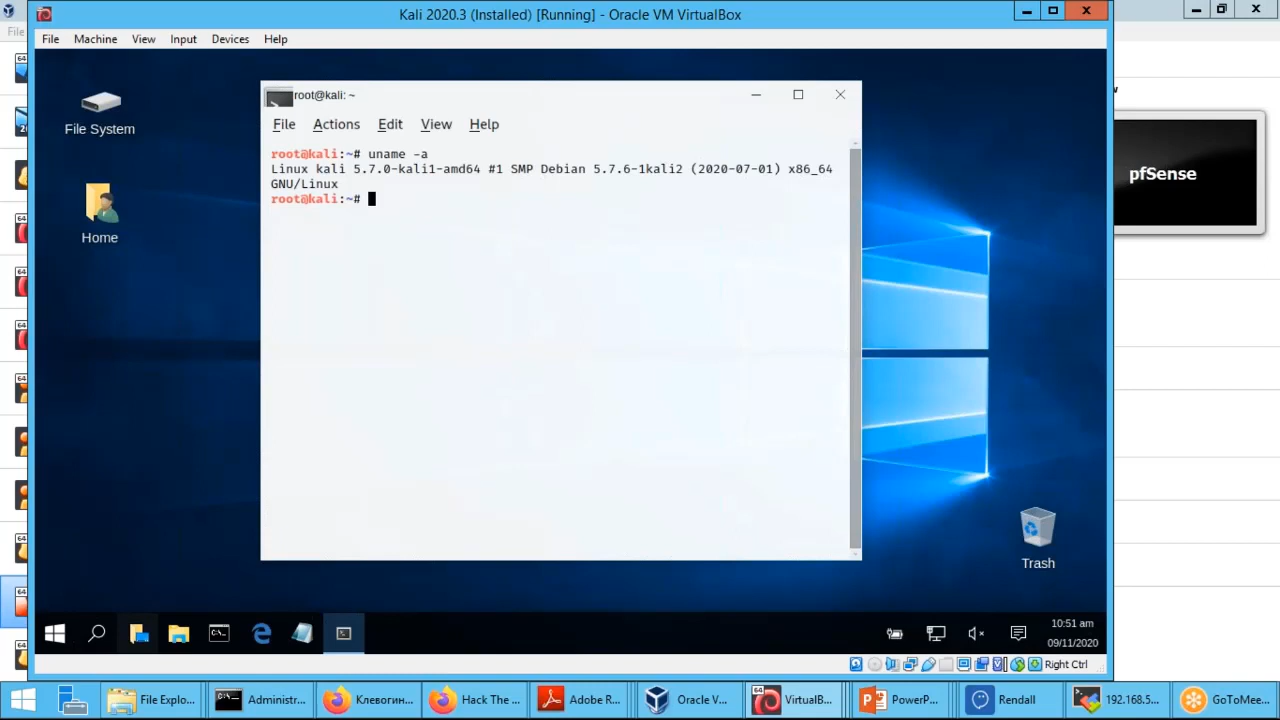 Kali 2020.3 (Installed) [Running] - Oracle VM VirtualBox
File Machine View Input Devices Help
File System
Home
root@kali: ~
File Actions Edit View Help
root@kali:~# uname -a
Linux kali 5.7.0-kali1-amd64 #1 SMP Debian 5.7.6-1kali2 (2020-07-01) x86_64
GNU/Linux
root@kali:~#
pfSense
Trash
10:51 am
09/11/2020
Right Ctrl
File Explo... Administr... Клевогин... Hack The ... Adobe R... Oracle V... VirtualB... PowerP... Rendall 192.168.5... GoToMee...